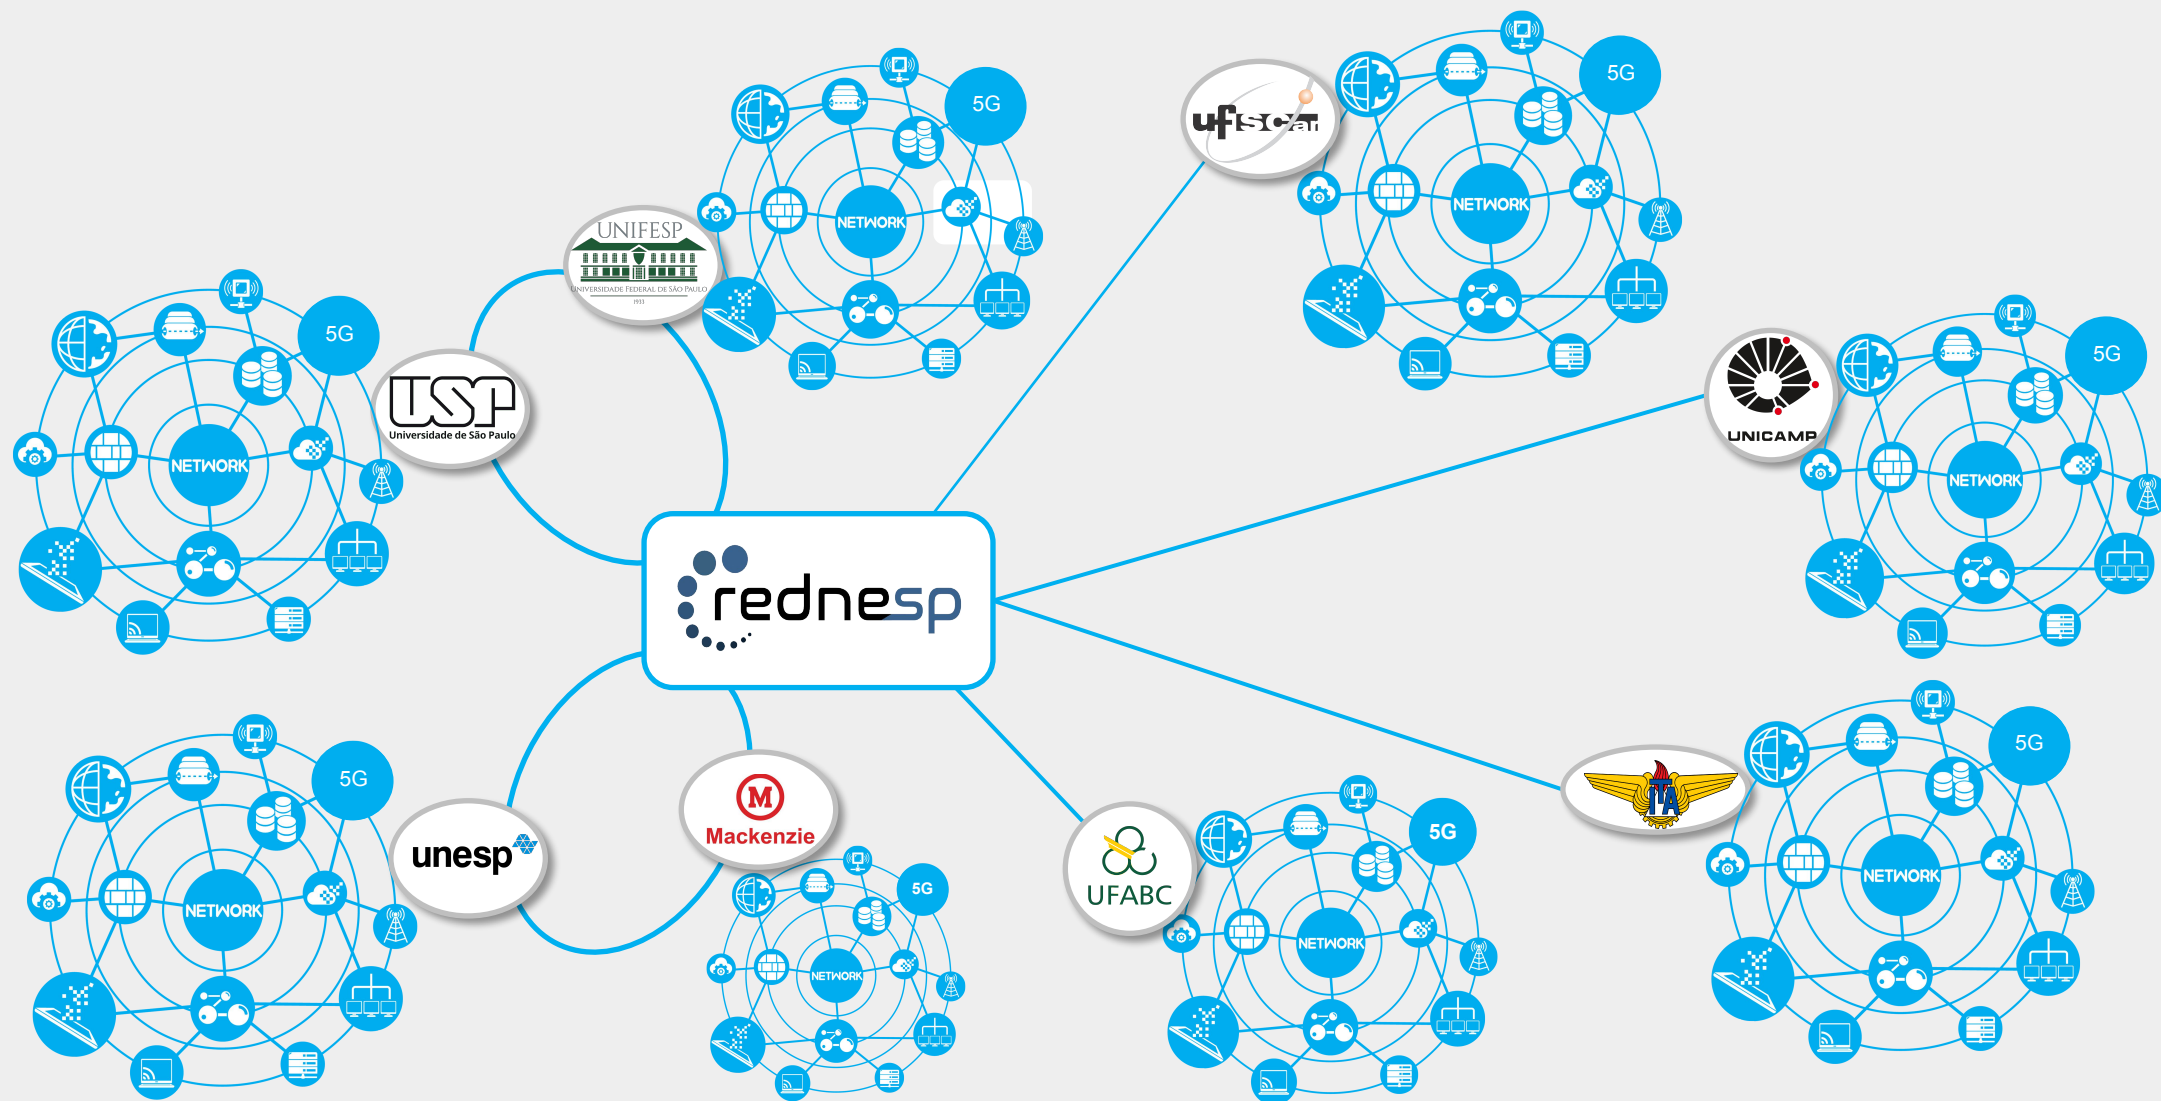 5G
NETWORK
ufscar
5G
NETWORK
UNIFESP
UNIVERSIDADE FEDERAL DE SÃO PAULO
1933
5G
NETWORK
USP
Universidade de São Paulo
UNICAMP
5G
NETWORK
rednesp
5G
NETWORK
unesp
M
Mackenzie
5G
NETWORK
UFABC
5G
NETWORK
ITA
5G
NETWORK